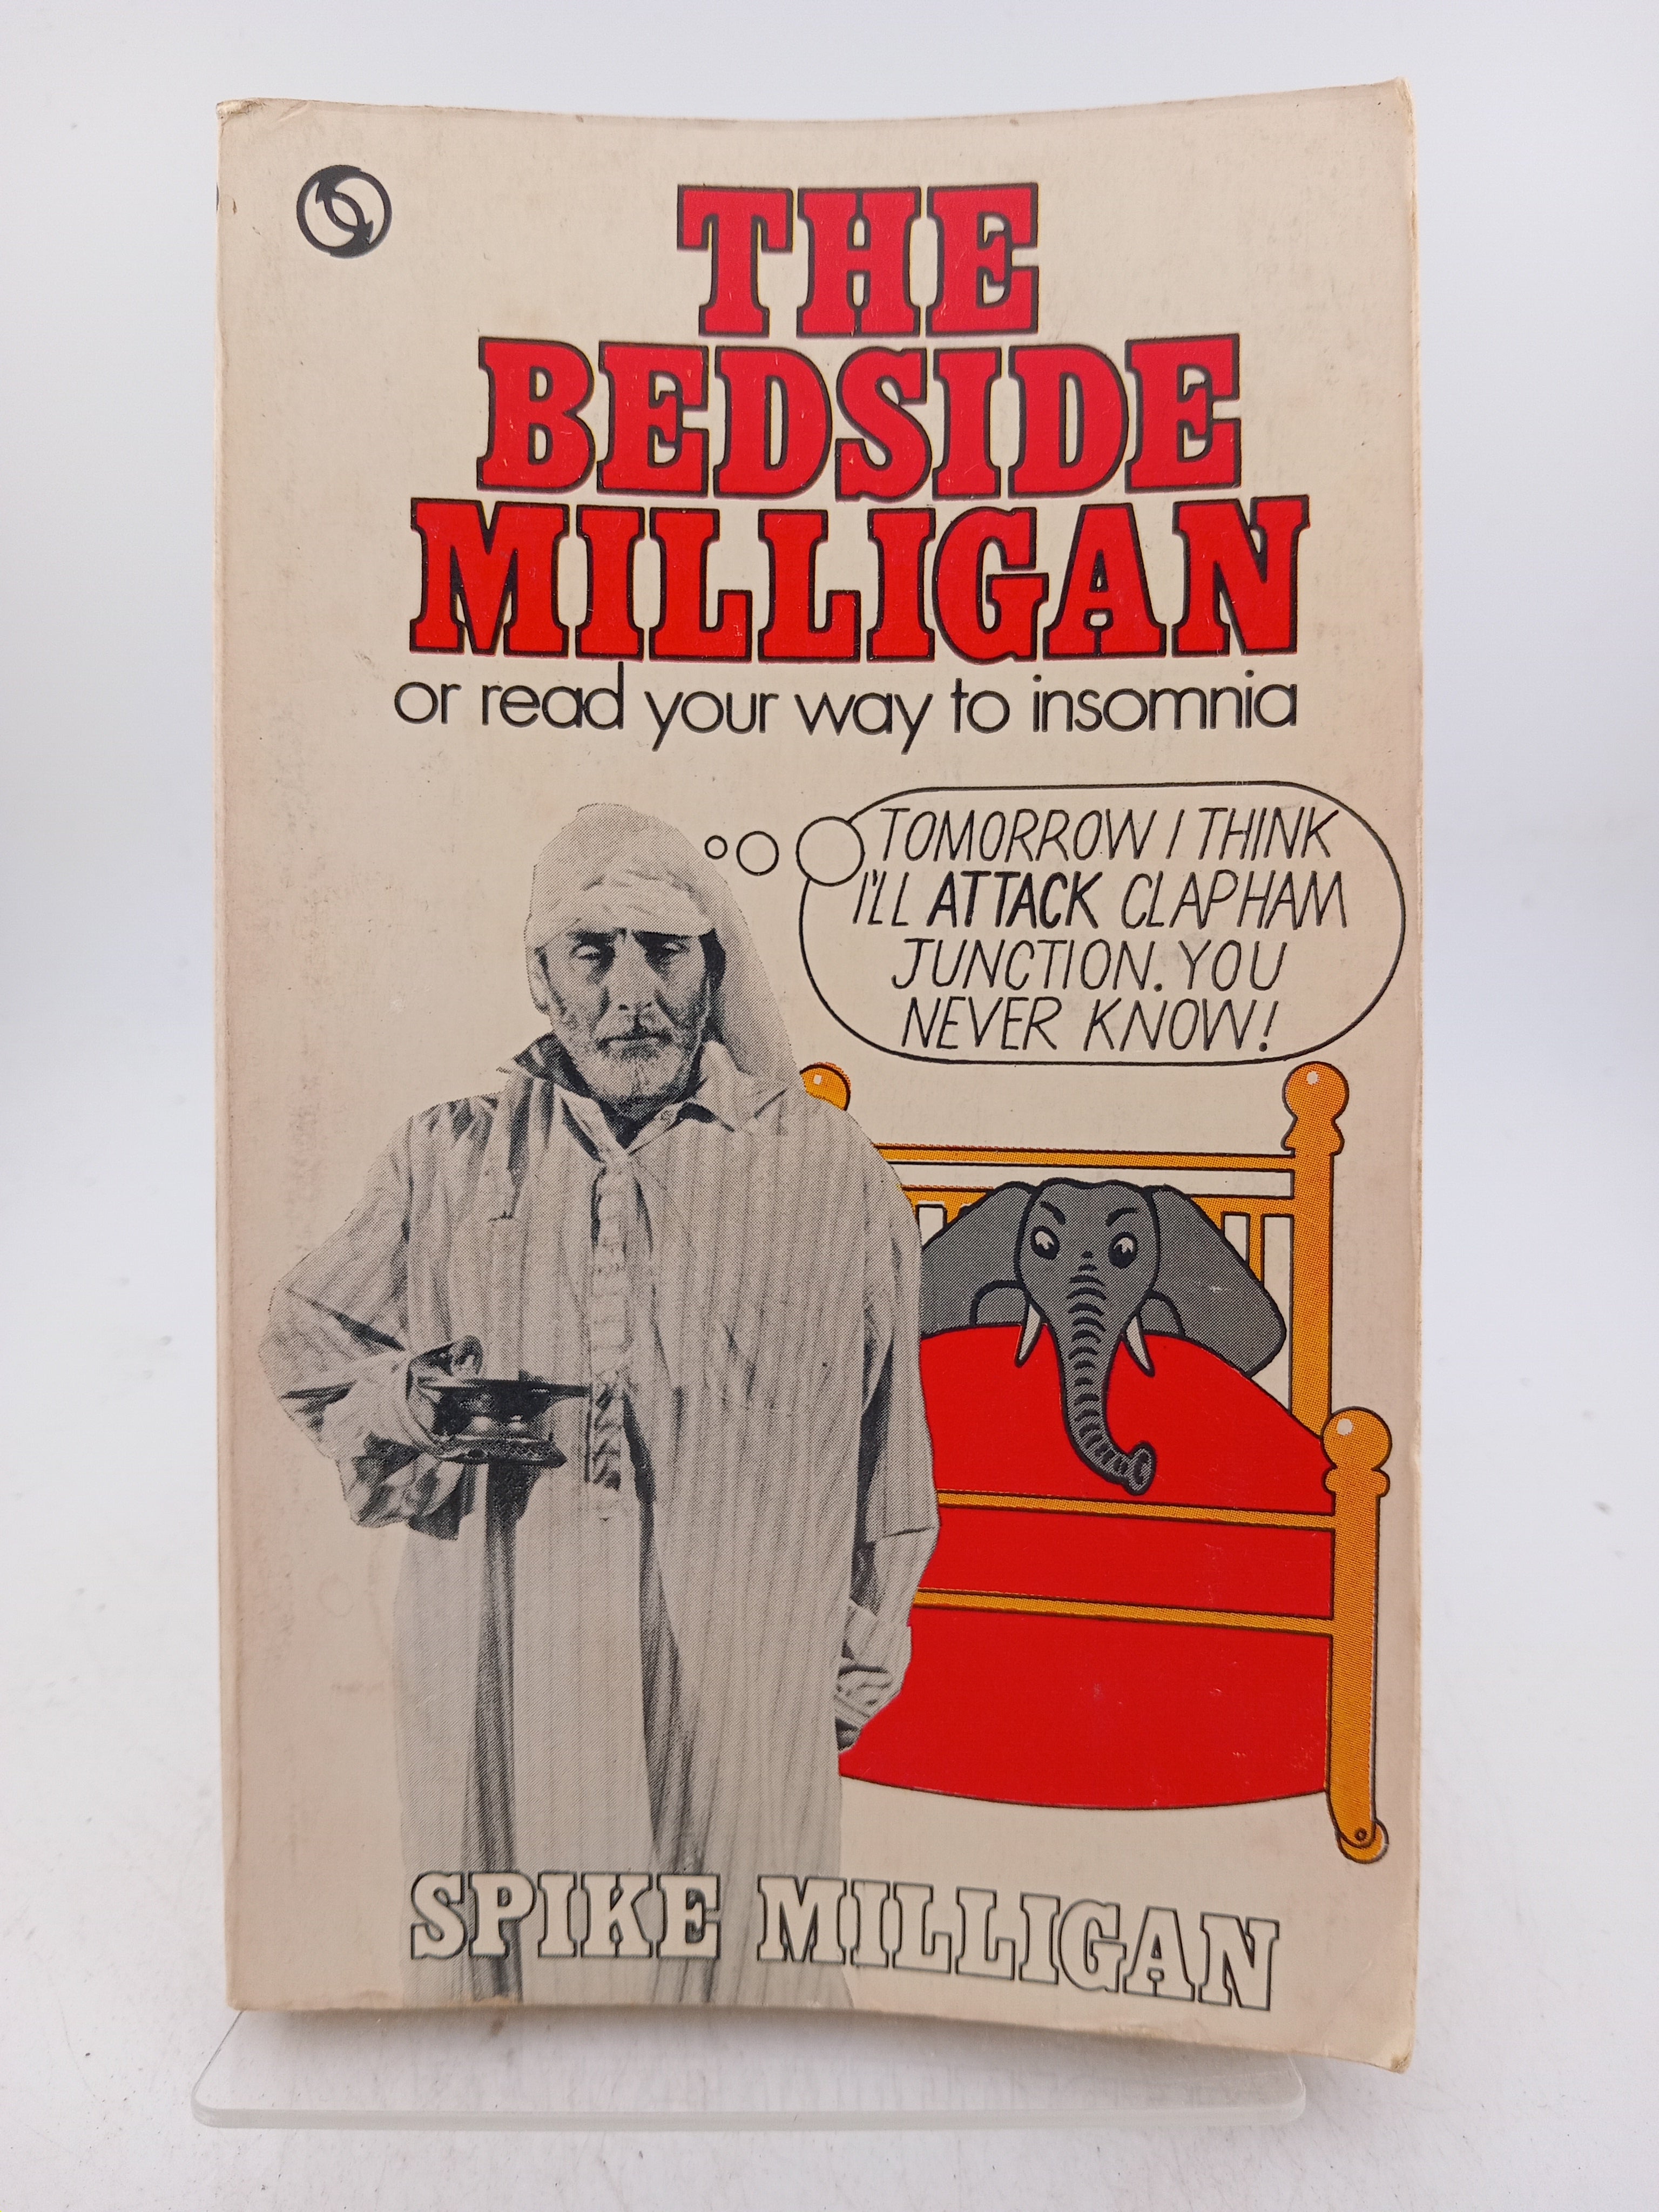 THE
BEDSIDE
MILLIGAN
or read your way to insomnia
TOMORROW I THINK
I'LL ATTACK CLAPHAM
JUNCTION. YOU
NEVER KNOW!
SPIKE MILLIGAN